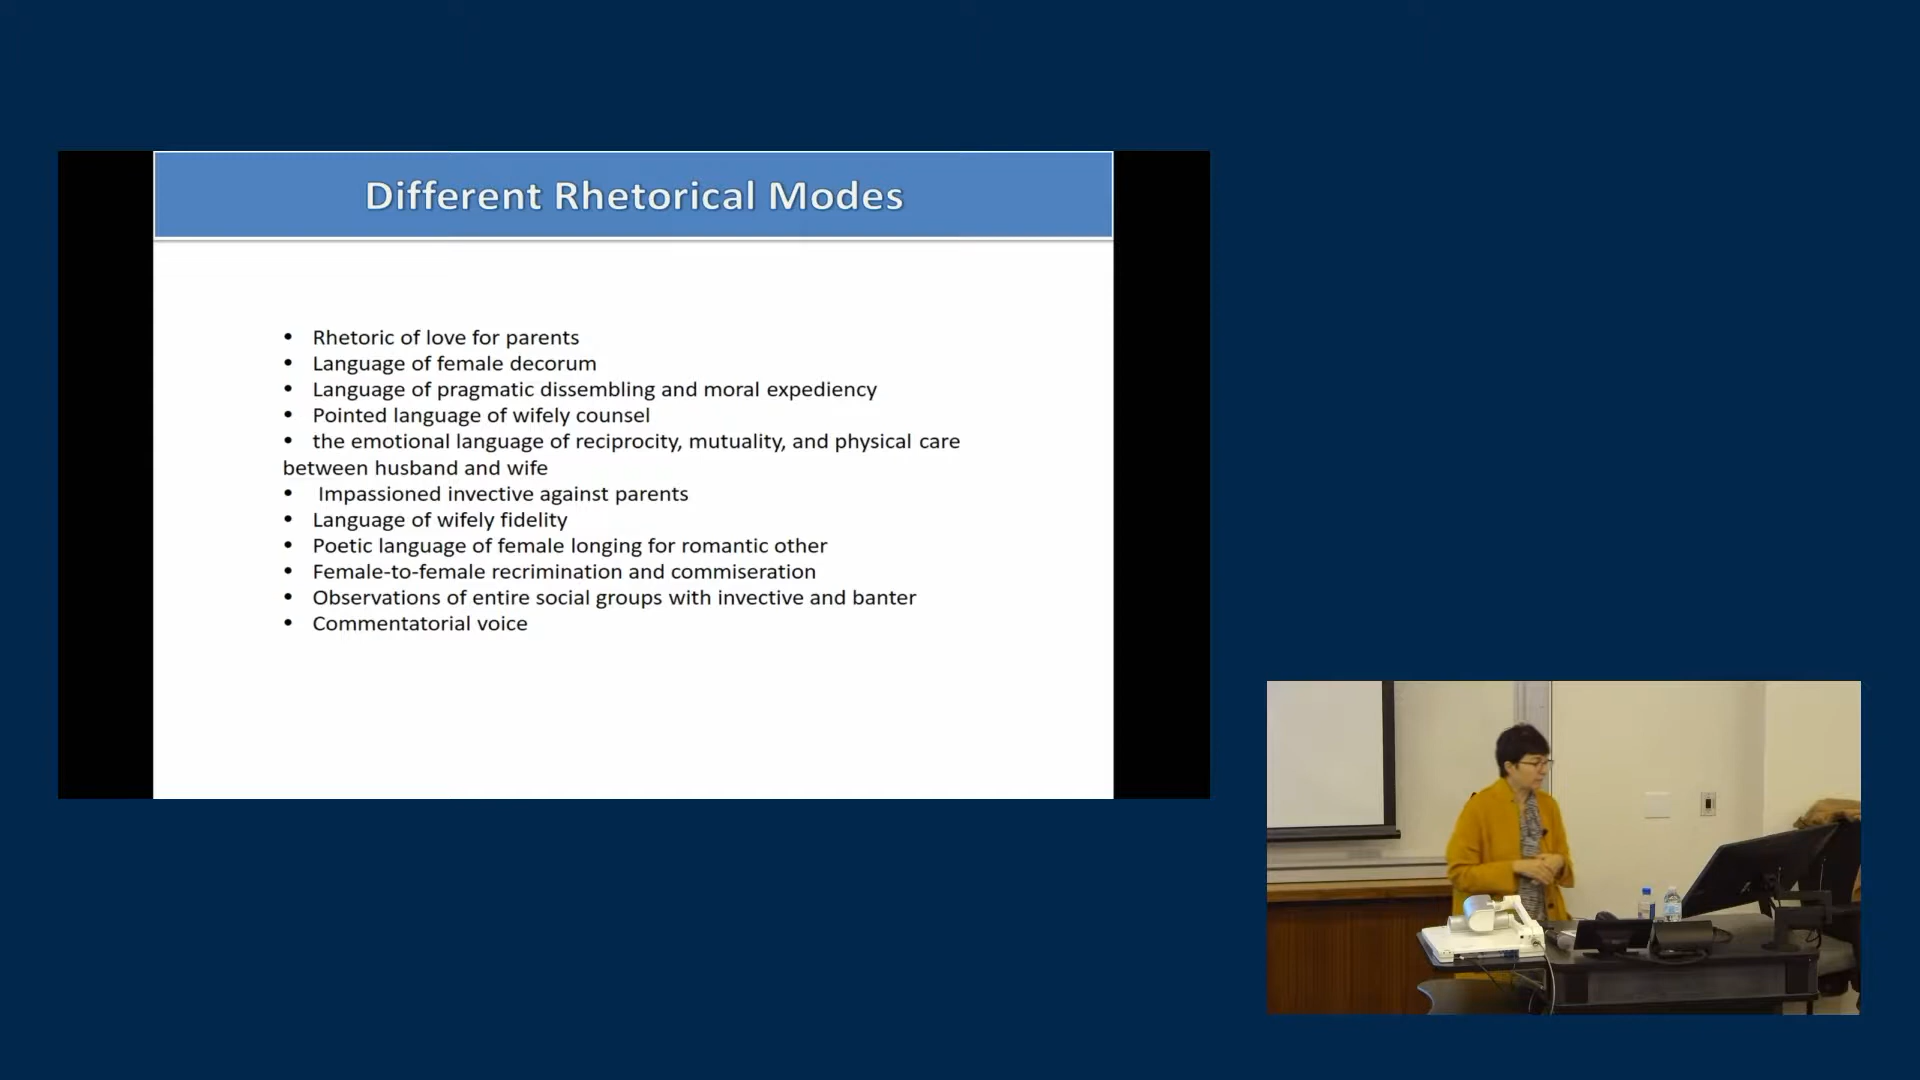 Different Rhetorical Modes
• Rhetoric of love for parents
• Language of female decorum
• Language of pragmatic dissembling and moral expediency
• Pointed language of wifely counsel
• the emotional language of reciprocity, mutuality, and physical care
between husband and wife
• Impassioned invective against parents
• Language of wifely fidelity
• Poetic language of female longing for romantic other
• Female-to-female recrimination and commiseration
• Observations of entire social groups with invective and banter
• Commentatorial voice